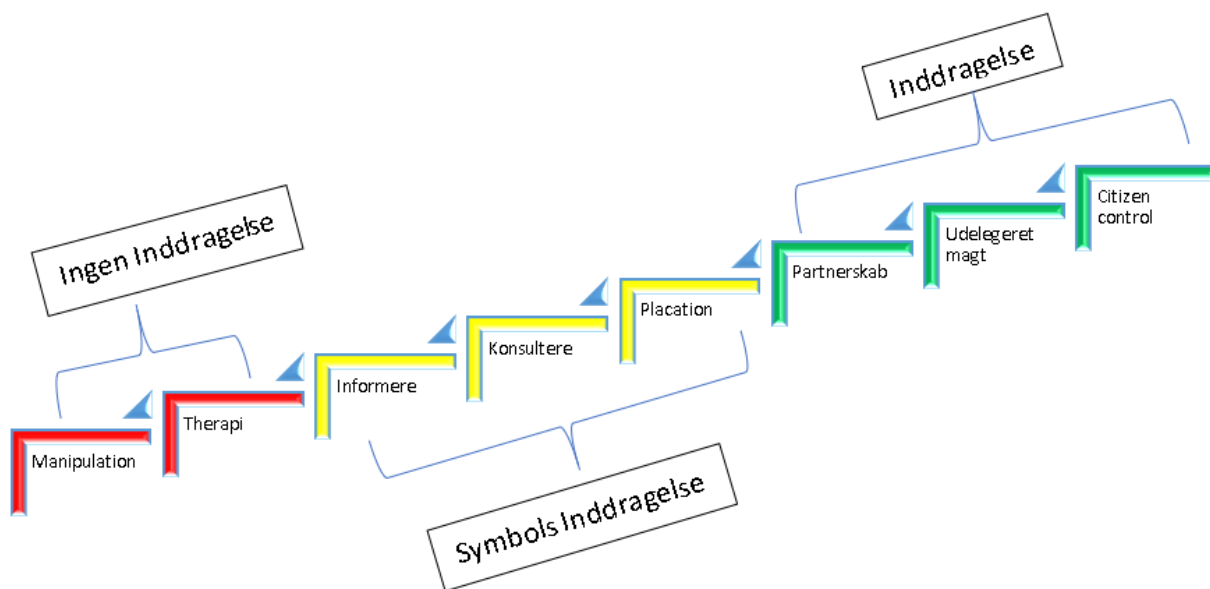 Inddragelse
Ingen Inddragelse
Citizen
control
Udelegeret
magt
Partnerskab
Placation
Konsultere
Informere
Therapi
Manipulation
Symbols Inddragelse